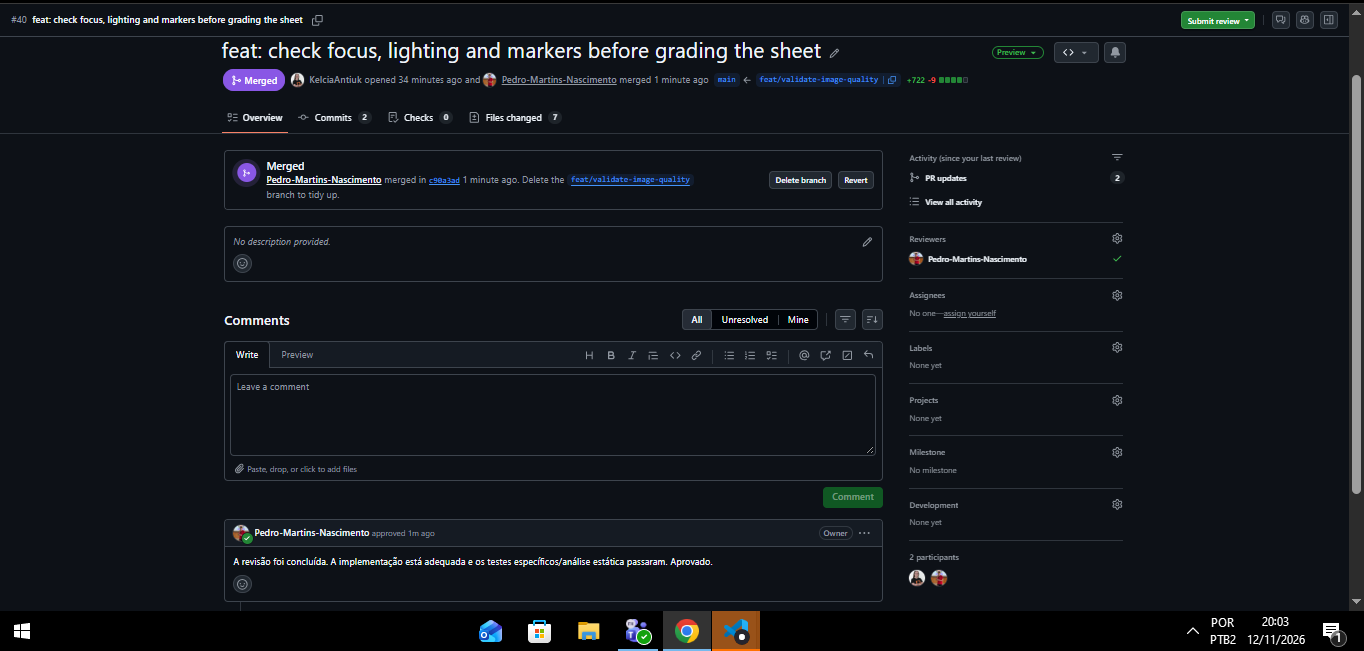 #40 feat: check focus, lighting and markers before grading the sheet
Submit review
feat: check focus, lighting and markers before grading the sheet
Preview
Merged
KelciaAntiuk opened 34 minutes ago and Pedro-Martins-Nascimento merged 1 minute ago main ← feat/validate-image-quality +722 -9
Overview
Commits 2
Checks 0
Files changed 7
Merged
Pedro-Martins-Nascimento merged in c90a3ad 1 minute ago. Delete the feat/validate-image-quality
branch to tidy up.
Delete branch
Revert
No description provided.
Comments
All
Unresolved
Mine
Write
Preview
Leave a comment
Paste, drop, or click to add files
Comment
Pedro-Martins-Nascimento approved 1m ago
Owner
A revisão foi concluída. A implementação está adequada e os testes específicos/análise estática passaram. Aprovado.
Activity (since your last review)
PR updates 2
View all activity
Reviewers
Pedro-Martins-Nascimento
Assignees
No one—assign yourself
Labels
None yet
Projects
None yet
Milestone
No milestone
Development
None yet
2 participants
POR
PTB2
20:03
12/11/2026
1